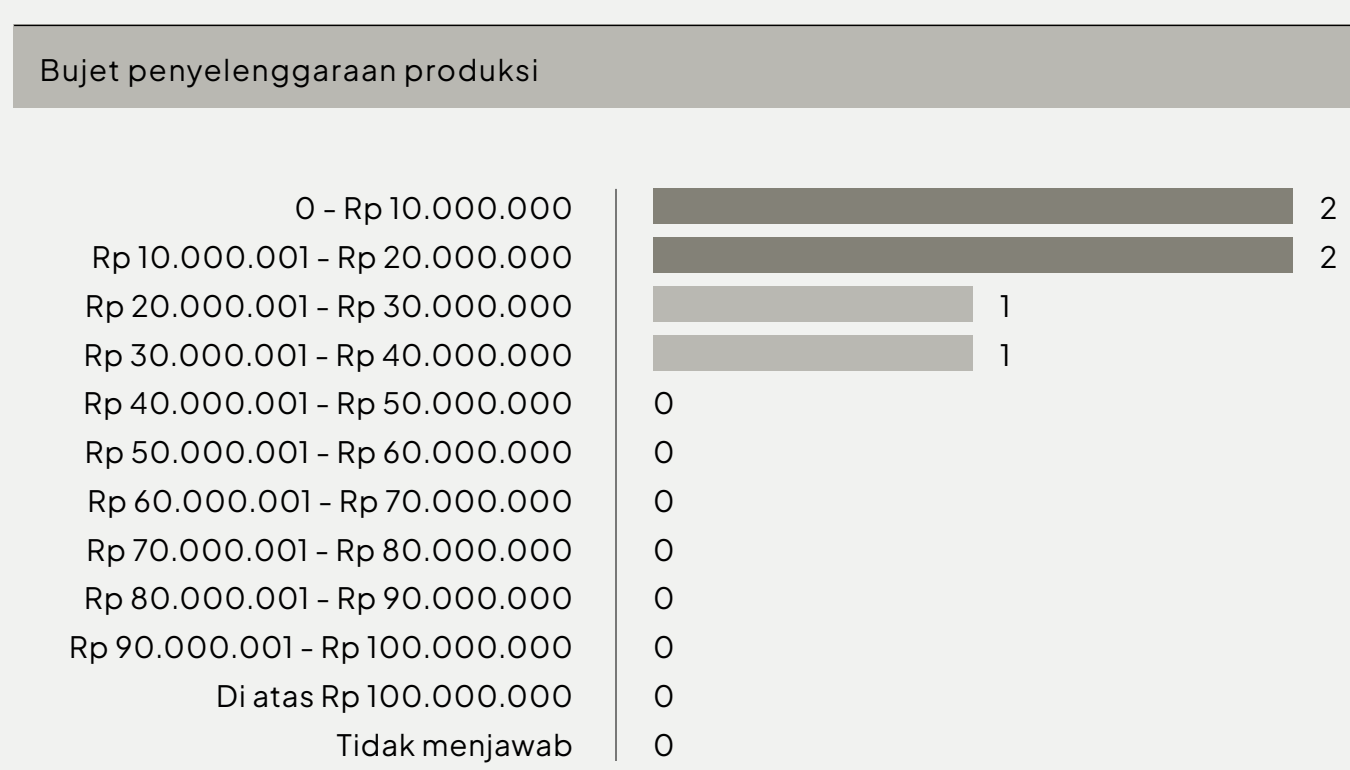 Bujet penyelenggaraan produksi
0 - Rp 10.000.000 2
Rp 10.000.001 - Rp 20.000.000 2
Rp 20.000.001 - Rp 30.000.000 1
Rp 30.000.001 - Rp 40.000.000 1
Rp 40.000.001 - Rp 50.000.000 0
Rp 50.000.001 - Rp 60.000.000 0
Rp 60.000.001 - Rp 70.000.000 0
Rp 70.000.001 - Rp 80.000.000 0
Rp 80.000.001 - Rp 90.000.000 0
Rp 90.000.001 - Rp 100.000.000 0
Di atas Rp 100.000.000 0
Tidak menjawab 0